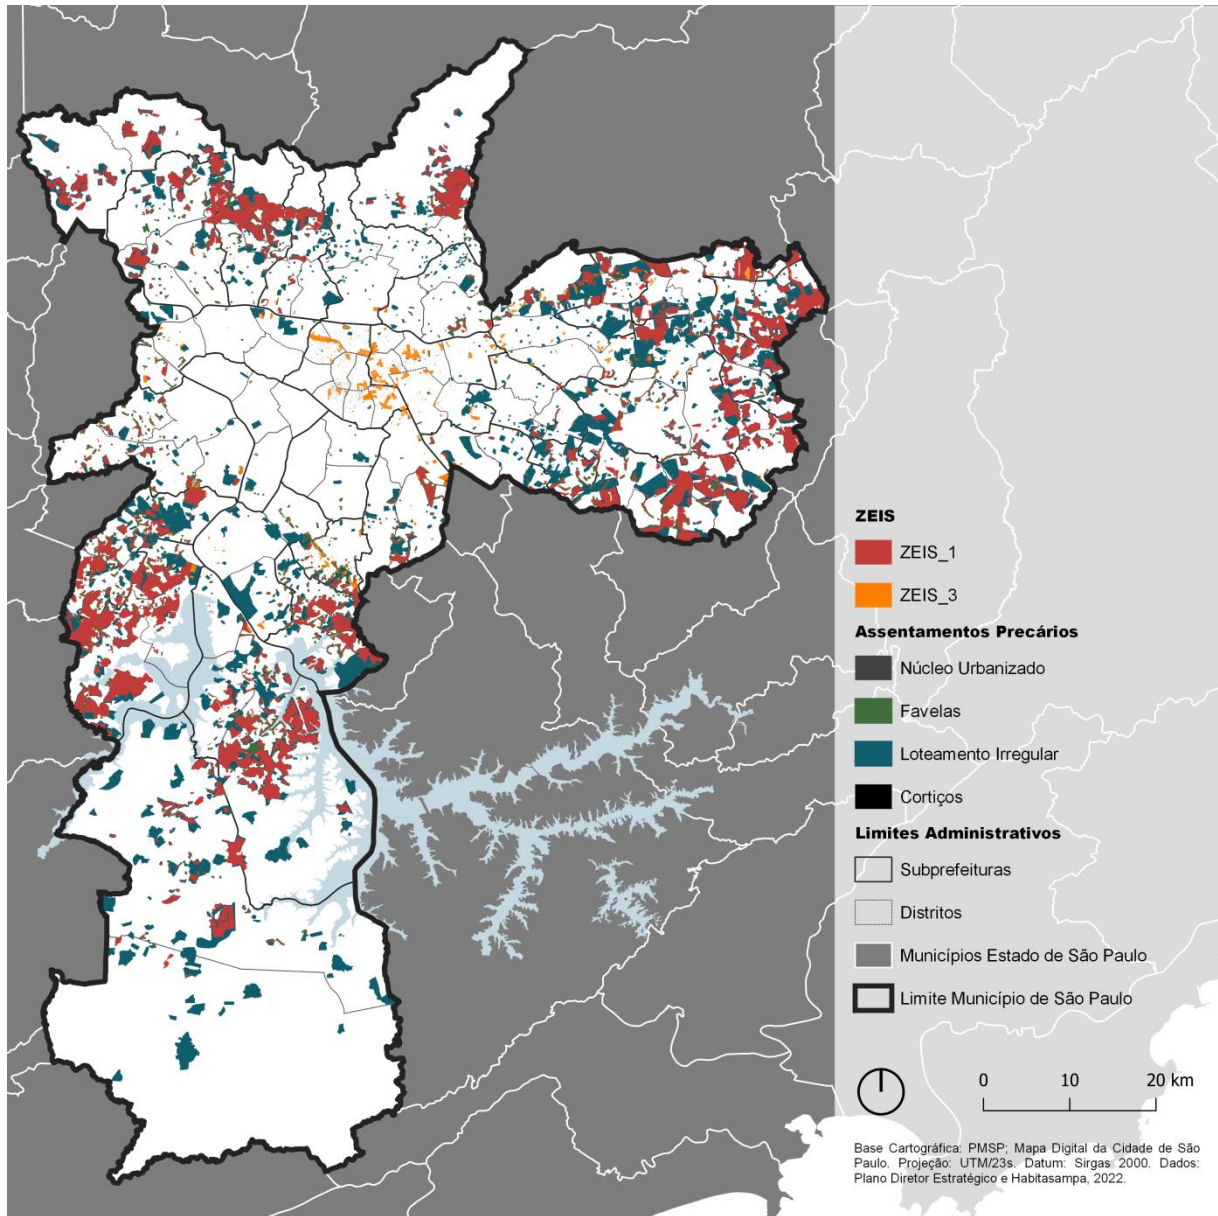 ZEIS
ZEIS_1
ZEIS_3
Assentamentos Precários
Núcleo Urbanizado
Favelas
Loteamento Irregular
Cortiços
Limites Administrativos
Subprefeituras
Distritos
Municípios Estado de São Paulo
Limite Município de São Paulo
0 10 20 km
Base Cartográfica: PMSP; Mapa Digital da Cidade de São
Paulo. Projeção: UTM/23s. Datum: Sirgas 2000. Dados:
Plano Diretor Estratégico e Habitasampa, 2022.